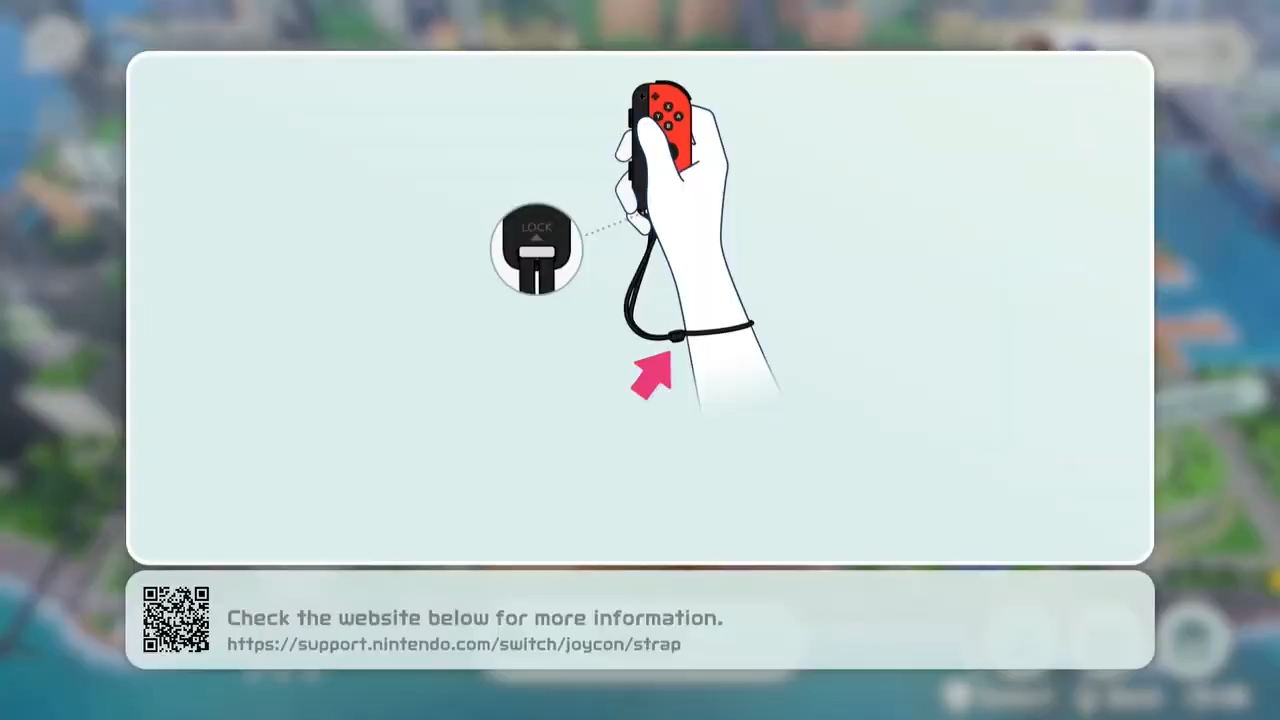 X
Y
A
B
LOCK
Check the website below for more information.
https://support.nintendo.com/switch/joycon/strap